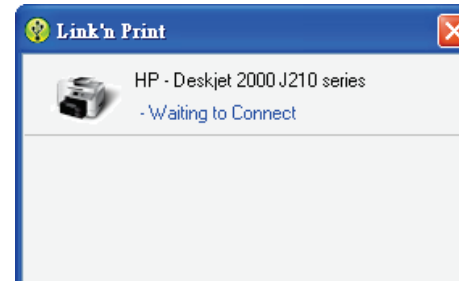 Link'n Print
HP - Deskjet 2000 J210 series
- Waiting to Connect